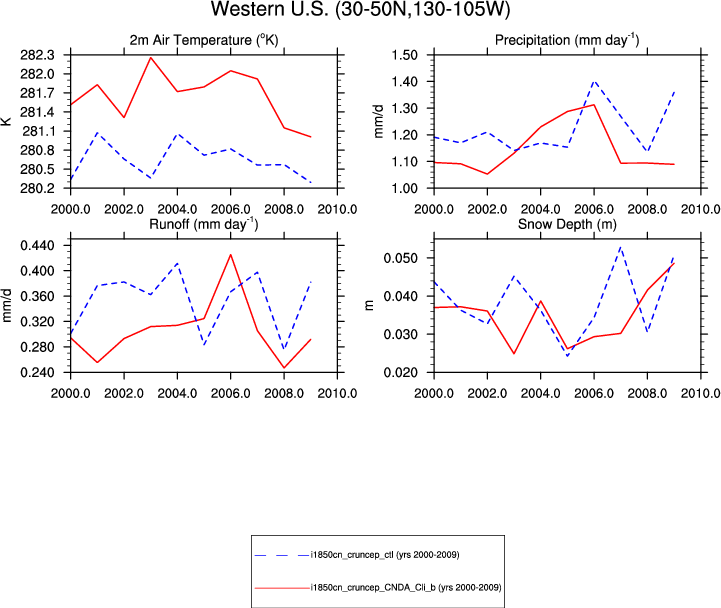 Western U.S. (30-50N,130-105W)
2m Air Temperature (°K)
Precipitation (mm day⁻¹)
282.3
282.0
281.7
281.4
281.1
280.8
280.5
280.2
K
2000.0 2002.0 2004.0 2006.0 2008.0 2010.0
1.50
1.40
1.30
1.20
1.10
1.00
mm/d
2000.0 2002.0 2004.0 2006.0 2008.0 2010.0
Runoff (mm day⁻¹)
Snow Depth (m)
0.440
0.400
0.360
0.320
0.280
0.240
mm/d
2000.0 2002.0 2004.0 2006.0 2008.0 2010.0
0.050
0.040
0.030
0.020
m
2000.0 2002.0 2004.0 2006.0 2008.0 2010.0
i1850cn_cruncep_ctl (yrs 2000-2009)
i1850cn_cruncep_CNDA_Cli_b (yrs 2000-2009)